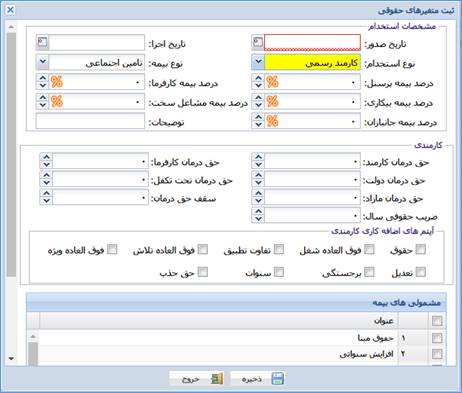 ثبت متغیرهای حقوقی
مشخصات استخدام
تاریخ صدور: تاریخ اجرا:
نوع استخدام: کارمند رسمی نوع بیمه: تامین اجتماعی
درصد بیمه پرسنل: ۰ درصد بیمه کارفرما: ۰
درصد بیمه بیکاری: ۰ درصد بیمه مشاغل سخت: ۰
درصد بیمه جانبازان: ۰ توضیحات:
کارمندی
حق درمان کارمند: ۰ حق درمان کارفرما: ۰
حق درمان دولت: ۰ حق درمان تحت تکفل: ۰
حق درمان مازاد: ۰ سقف حق درمان: ۰
ضریب حقوقی سال: ۰
آیتم های اضافه کاری کارمندی
حقوق فوق العاده شغل تفاوت تطبیق فوق العاده تلاش فوق العاده ویژه
تعدیل برجستگی سنوات حق جذب
مشمولی های بیمه
عنوان
۱ حقوق مبنا
۲ افزایش سنواتی
ذخیره خروج